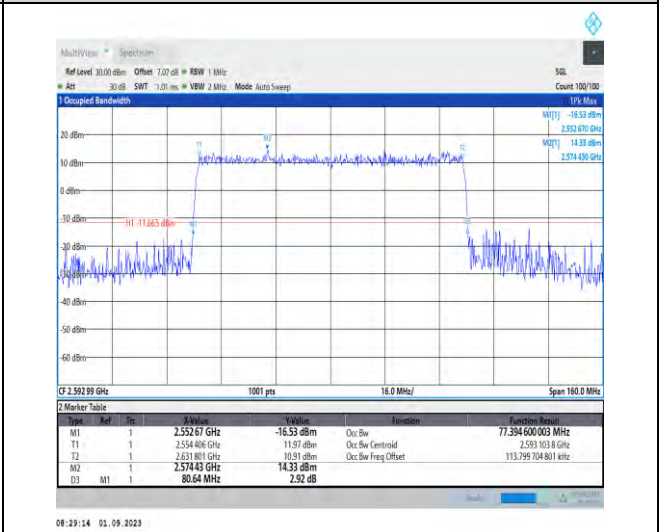 MultiView Spectrum
Ref Level 30.00 dBm Offset 7.07 dB RBW 1 MHz SGL
Att 30 dB SWT 1.01 ms VBW 2 MHz Mode Auto Sweep Count 100/100
1 Occupied Bandwidth 1Pk Max
M1[1] -16.53 dBm
2.552 670 GHz
M2[1] 14.33 dBm
2.574 430 GHz
20 dBm
T1 M2 T2
10 dBm
0 dBm
-10 dBm
H1 -11.665 dBm
M1
-20 dBm
-30 dBm
-40 dBm
-50 dBm
-60 dBm
CF 2.592 99 GHz 1001 pts 16.0 MHz/ Span 160.0 MHz
2 Marker Table
Type Ref Trc X-Value Y-Value Function Function Result
M1 1 2.552 67 GHz -16.53 dBm Occ Bw 77.394 600 003 MHz
T1 1 2.554 406 GHz 11.97 dBm Occ Bw Centroid 2.593 103 8 GHz
T2 1 2.631 801 GHz 10.91 dBm Occ Bw Freq Offset 113.799 704 801 kHz
M2 1 2.574 43 GHz 14.33 dBm
D3 M1 1 80.64 MHz 2.92 dB
08:29:14 01.09.2023